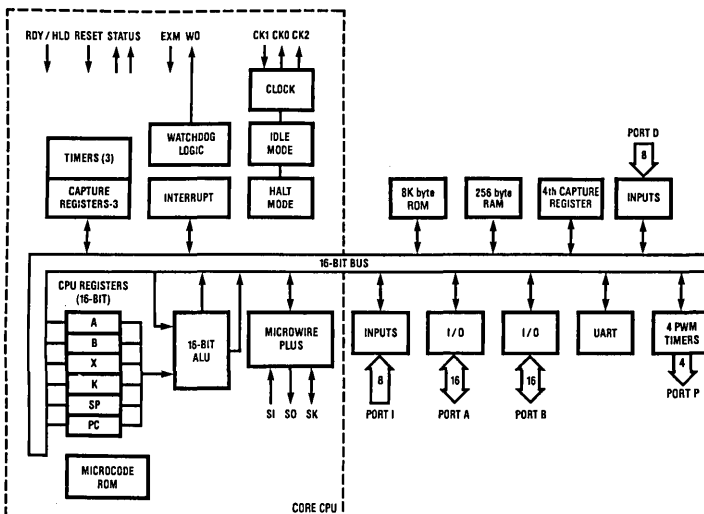 RDY / HLD RESET STATUS EXM WO CK1 CK0 CK2
CLOCK
TIMERS (3)
CAPTURE
REGISTERS-3
WATCHDOG
LOGIC
INTERRUPT
IDLE
MODE
HALT
MODE
PORT D
8
8K byte
ROM
256 byte
RAM
4th CAPTURE
REGISTER
INPUTS
16-BIT BUS
CPU REGISTERS
(16-BIT)
A
B
X
K
SP
PC
16-BIT
ALU
MICROWIRE
PLUS
SI SO SK
INPUTS
8
PORT I
I/O
16
PORT A
I/O
16
PORT B
UART
4 PWM
TIMERS
4
PORT P
MICROCODE
ROM
CORE CPU